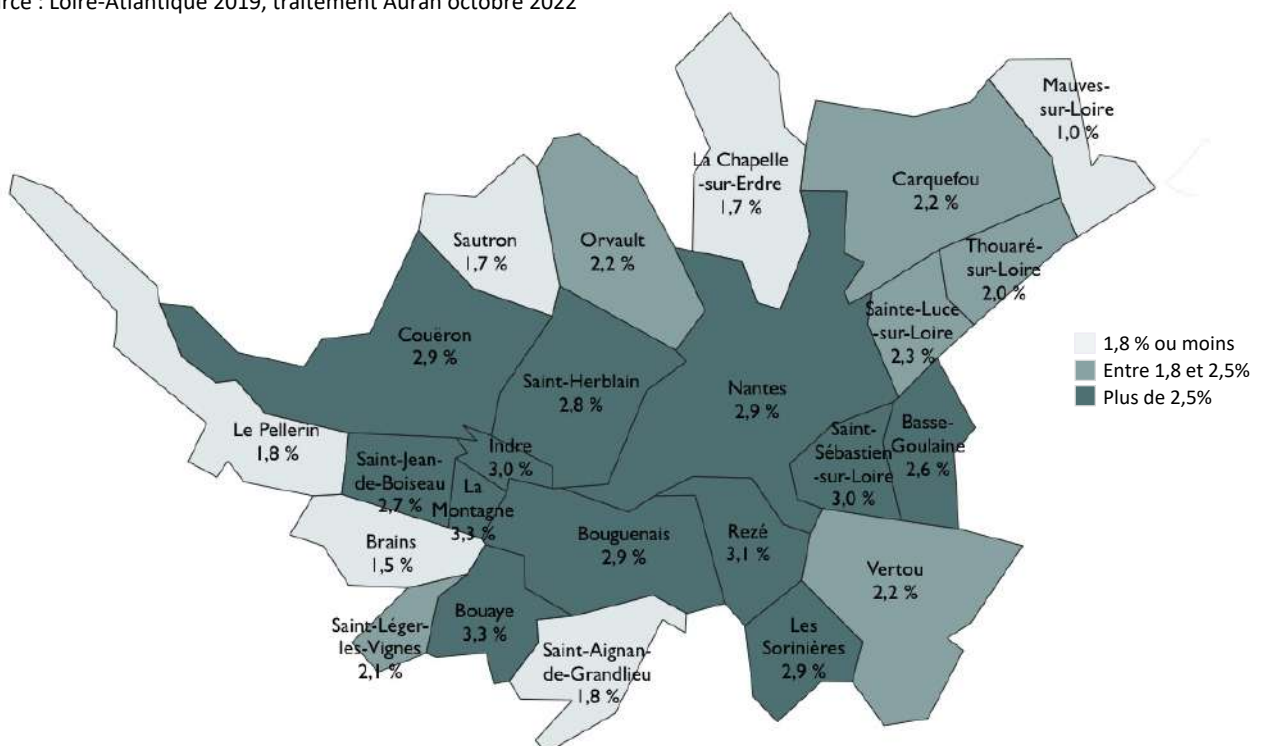 rce : Loire-Atlantique 2019, traitement Auran octobre 2022
Mauves-
sur-Loire
1,0 %
La Chapelle
-sur-Erdre
1,7 %
Carquefou
2,2 %
Sautron
1,7 %
Orvault
2,2 %
Thouaré-
sur-Loire
2,0 %
Sainte-Luce
-sur-Loire
2,3 %
Couëron
2,9 %
Saint-Herblain
2.8 %
Nantes
2,9 %
1,8 % ou moins
Entre 1,8 et 2,5%
Plus de 2,5%
Le Pellerin
1,8 %
Saint-Jean-
de-Boiseau
2,7 %
Indre
3,0 %
La
Montagne
3,3 %
Saint-
Sébastien
-sur-Loire
3,0 %
Basse-
Goulaine
2,6 %
Brains
1,5 %
Bouguenais
2,9 %
Rezé
3,1 %
Vertou
2,2 %
Saint-Léger-
les-Vignes
2,1 %
Bouaye
3,3 %
Saint-Aignan-
de-Grandlieu
1,8 %
Les
Sorinières
2,9 %